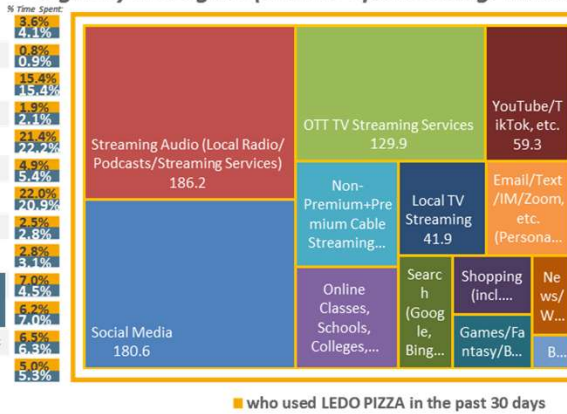 % Time Spent:
3.6%
4.1%
0.8%
0.9%
15.4%
15.4%
1.9%
2.1%
21.4%
22.2%
4.9%
5.4%
22.0%
20.9%
2.5%
2.8%
2.8%
3.1%
7.0%
4.5%
6.2%
7.0%
6.5%
6.3%
5.0%
5.3%
Streaming Audio (Local Radio/
Podcasts/Streaming Services)
186.2
Social Media
180.6
OTT TV Streaming Services
129.9
YouTube/T
ikTok, etc.
59.3
Non-
Premium+Pre
mium Cable
Streaming...
Local TV
Streaming
41.9
Email/Text
/IM/Zoom,
etc.
(Persona...
Online
Classes,
Schools,
Colleges,...
Searc
h
(Goog
le,
Bing...
Shopping
(incl....
Games/Fa
ntasy/B...
Ne
ws/
W...
B...
who used LEDO PIZZA in the past 30 days